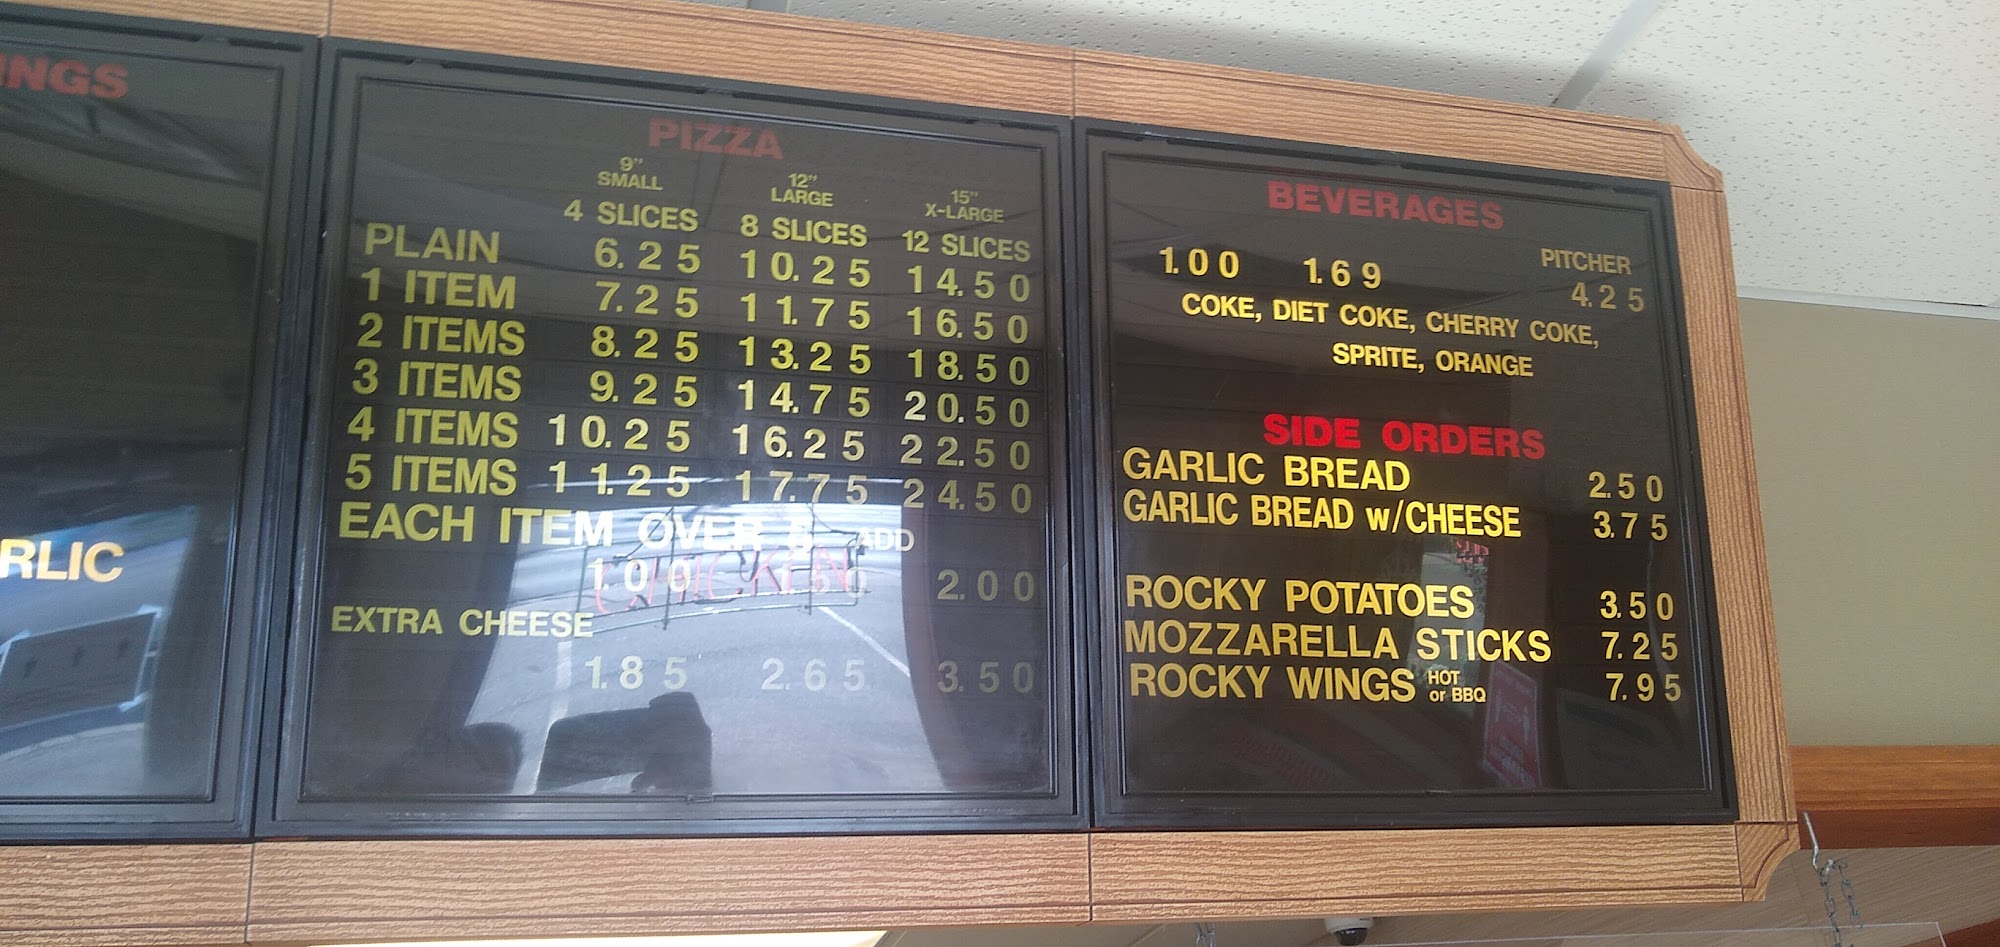 RLIC
PIZZA
9" 12" 15"
SMALL LARGE X-LARGE
4 SLICES 8 SLICES 12 SLICES
PLAIN 6.25 10.25 14.50
1 ITEM 7.25 11.75 16.50
2 ITEMS 8.25 13.25 18.50
3 ITEMS 9.25 14.75 20.50
4 ITEMS 10.25 16.25 22.50
5 ITEMS 11.25 17.75 24.50
EACH ITEM OVER 5 ADD
1.00 1.50 2.00
EXTRA CHEESE
1.85 2.65 3.50
CHICKEN
BEVERAGES
PITCHER
1.00 1.69 4.25
COKE, DIET COKE, CHERRY COKE,
SPRITE, ORANGE
SIDE ORDERS
GARLIC BREAD 2.50
GARLIC BREAD w/CHEESE 3.75
ROCKY POTATOES 3.50
MOZZARELLA STICKS 7.25
ROCKY WINGS HOT or BBQ 7.95